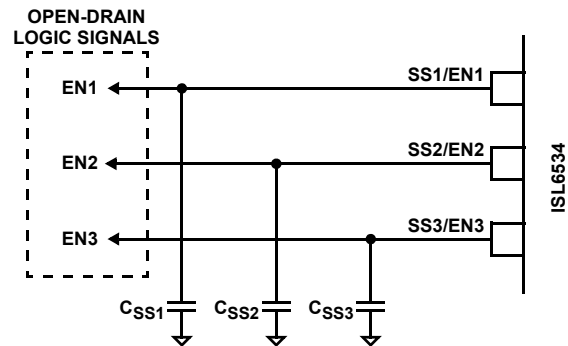 OPEN-DRAIN
LOGIC SIGNALS
EN1
SS1/EN1
EN2
SS2/EN2
EN3
SS3/EN3
ISL6534
CSS1
CSS2
CSS3